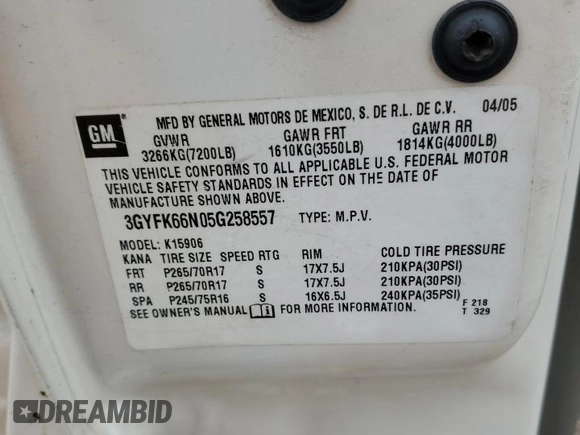 GM
MFD BY GENERAL MOTORS DE MEXICO, S. DE R.L. DE C.V. 04/05
GVWR GAWR FRT GAWR RR
3266KG(7200LB) 1610KG(3550LB) 1814KG(4000LB)
THIS VEHICLE CONFORMS TO ALL APPLICABLE U.S. FEDERAL MOTOR
VEHICLE SAFETY STANDARDS IN EFFECT ON THE DATE OF
MANUFACTURE SHOWN ABOVE.
3GYFK66N05G258557 TYPE: M.P.V.
MODEL: K15906
KANA TIRE SIZE SPEED RTG RIM COLD TIRE PRESSURE
FRT P265/70R17 S 17X7.5J 210KPA(30PSI)
RR P265/70R17 S 17X7.5J 210KPA(30PSI)
SPA P245/75R16 S 16X6.5J 240KPA(35PSI)
SEE OWNER'S MANUAL FOR MORE INFORMATION. F 218
T 329
DREAMBID